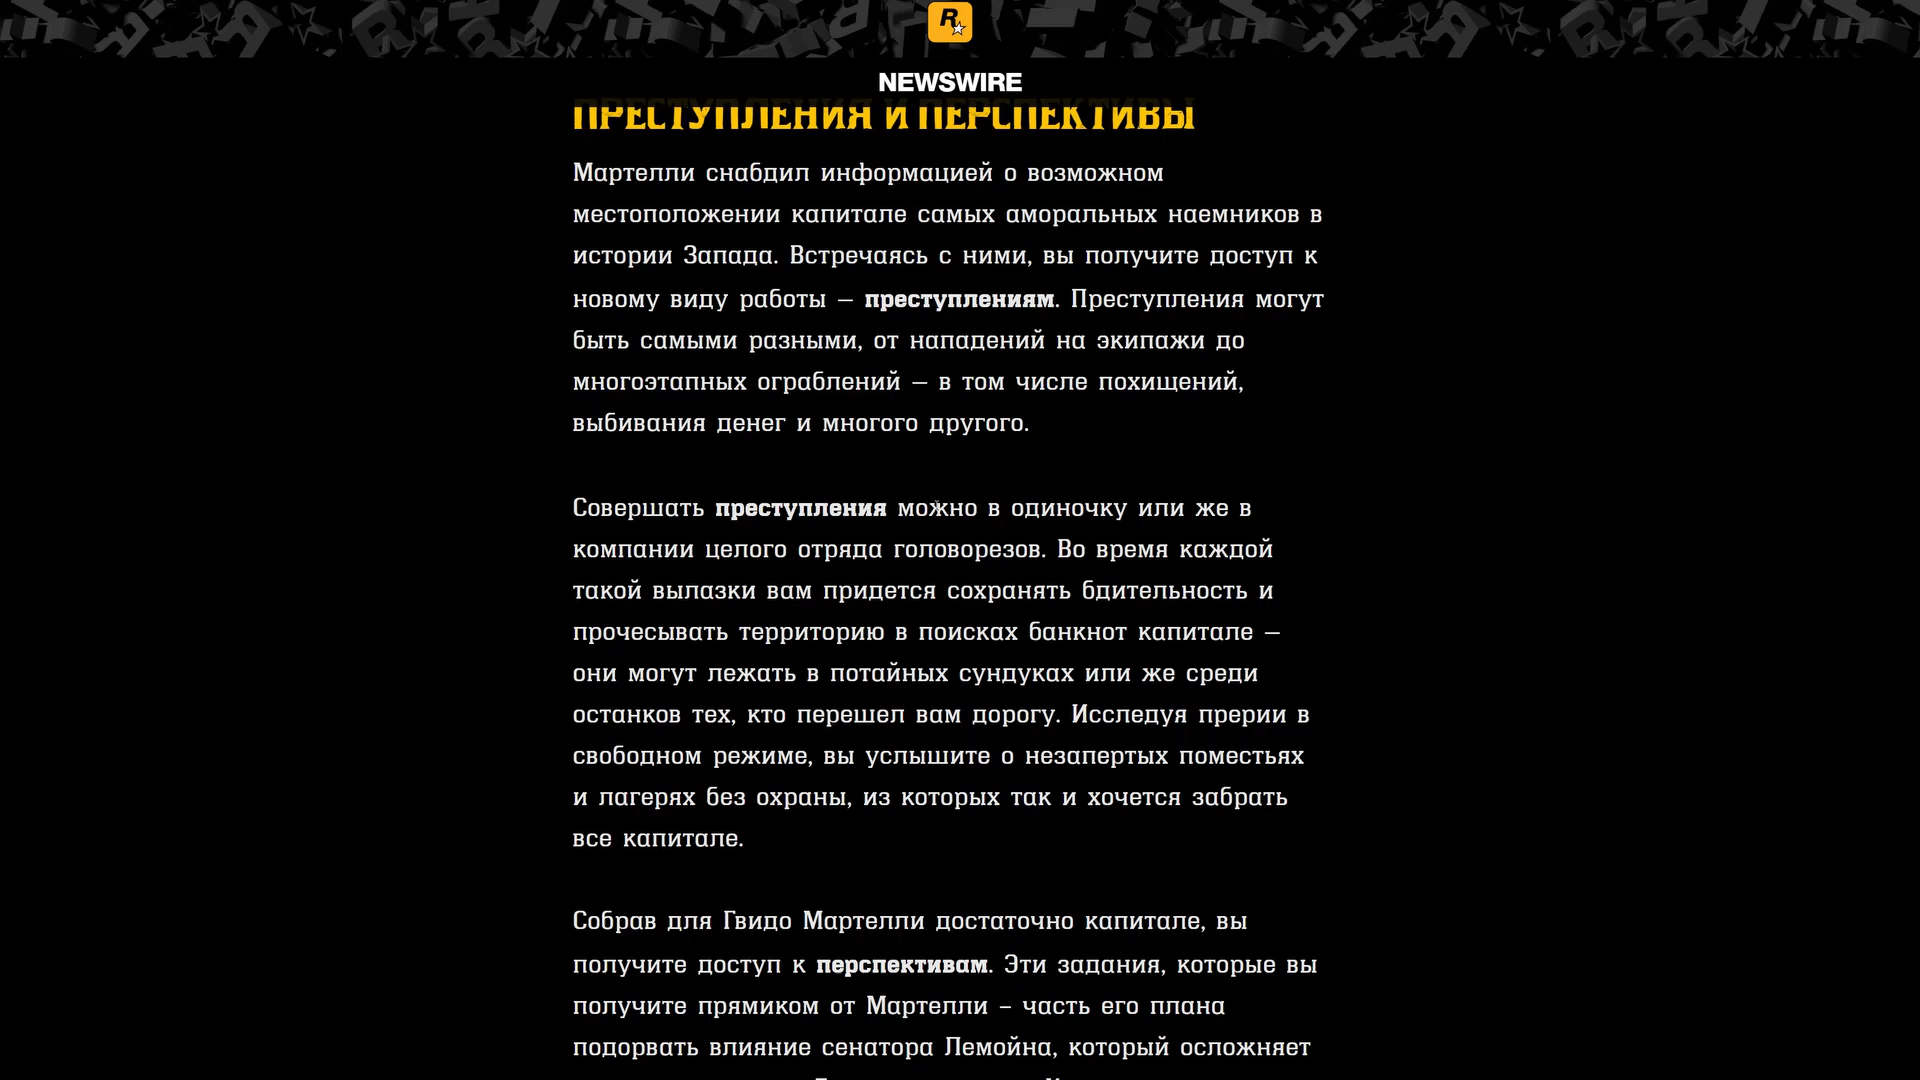 NEWSWIRE
ПРЕСТУПЛЕНИЯ И ПЕРСПЕКТИВЫ
Мартелли снабдил информацией о возможном
местоположении капитале самых аморальных наемников в
истории Запада. Встречаясь с ними, вы получите доступ к
новому виду работы – преступлениям. Преступления могут
быть самыми разными, от нападений на экипажи до
многоэтапных ограблений – в том числе похищений,
выбивания денег и многого другого.
Совершать преступления можно в одиночку или же в
компании целого отряда головорезов. Во время каждой
такой вылазки вам придется сохранять бдительность и
прочесывать территорию в поисках банкнот капитале –
они могут лежать в потайных сундуках или же среди
останков тех, кто перешел вам дорогу. Исследуя прерии в
свободном режиме, вы услышите о незапертых поместьях
и лагерях без охраны, из которых так и хочется забрать
все капитале.
Собрав для Гвидо Мартелли достаточно капитале, вы
получите доступ к перспективам. Эти задания, которые вы
получите прямиком от Мартелли – часть его плана
подорвать влияние сенатора Лемойна, который осложняет